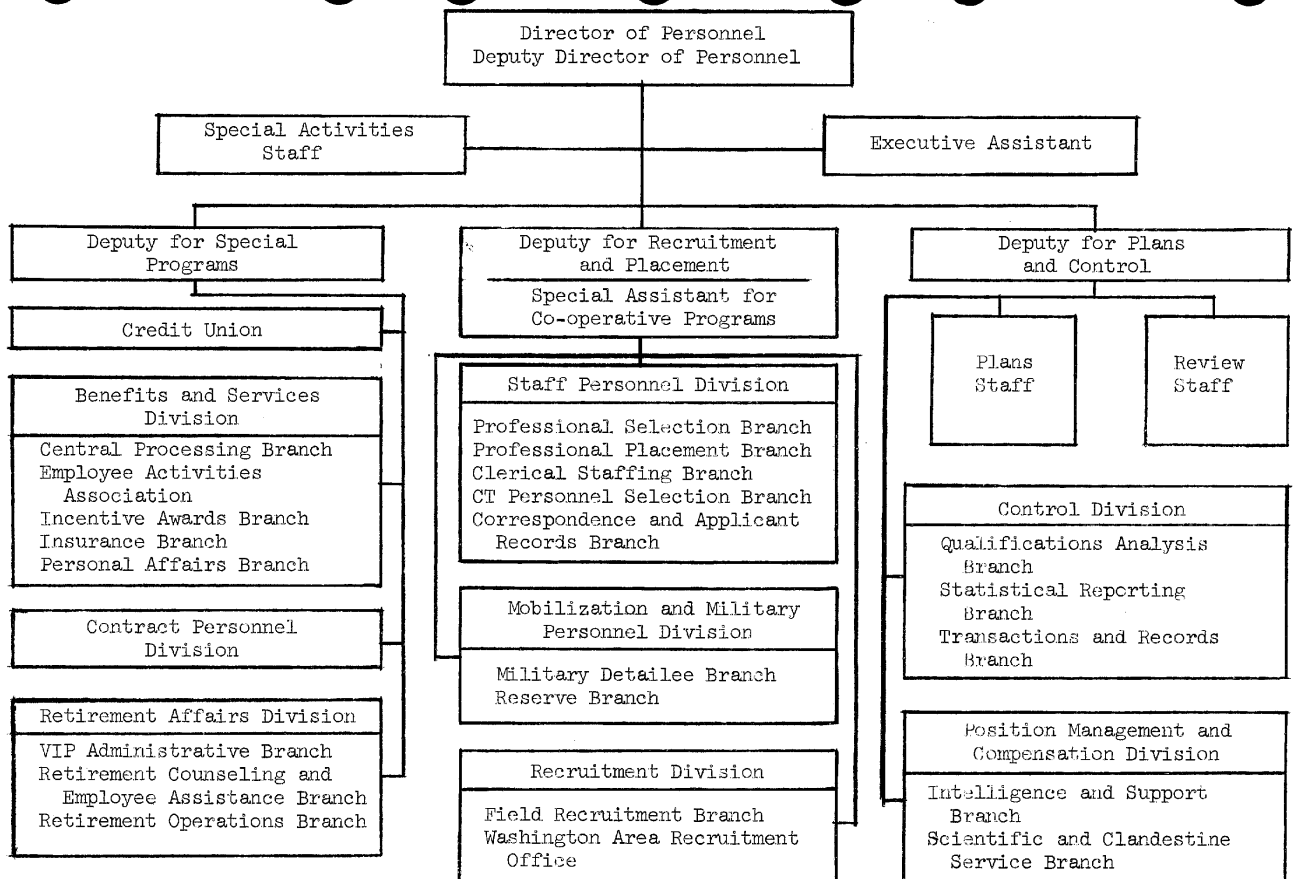 Director of Personnel
Deputy Director of Personnel
Special Activities
Staff
Executive Assistant
Deputy for Special
Programs
Credit Union
Benefits and Services
Division
Central Processing Branch
Employee Activities
Association
Incentive Awards Branch
Insurance Branch
Personal Affairs Branch
Contract Personnel
Division
Retirement Affairs Division
VIP Administrative Branch
Retirement Counseling and
Employee Assistance Branch
Retirement Operations Branch
Deputy for Recruitment
and Placement
Special Assistant for
Co-operative Programs
Staff Personnel Division
Professional Selection Branch
Professional Placement Branch
Clerical Staffing Branch
CT Personnel Selection Branch
Correspondence and Applicant
Records Branch
Mobilization and Military
Personnel Division
Military Detailee Branch
Reserve Branch
Recruitment Division
Field Recruitment Branch
Washington Area Recruitment
Office
Deputy for Plans
and Control
Plans
Staff
Review
Staff
Control Division
Qualifications Analysis
Branch
Statistical Reporting
Branch
Transactions and Records
Branch
Position Management and
Compensation Division
Intelligence and Support
Branch
Scientific and Clandestine
Service Branch